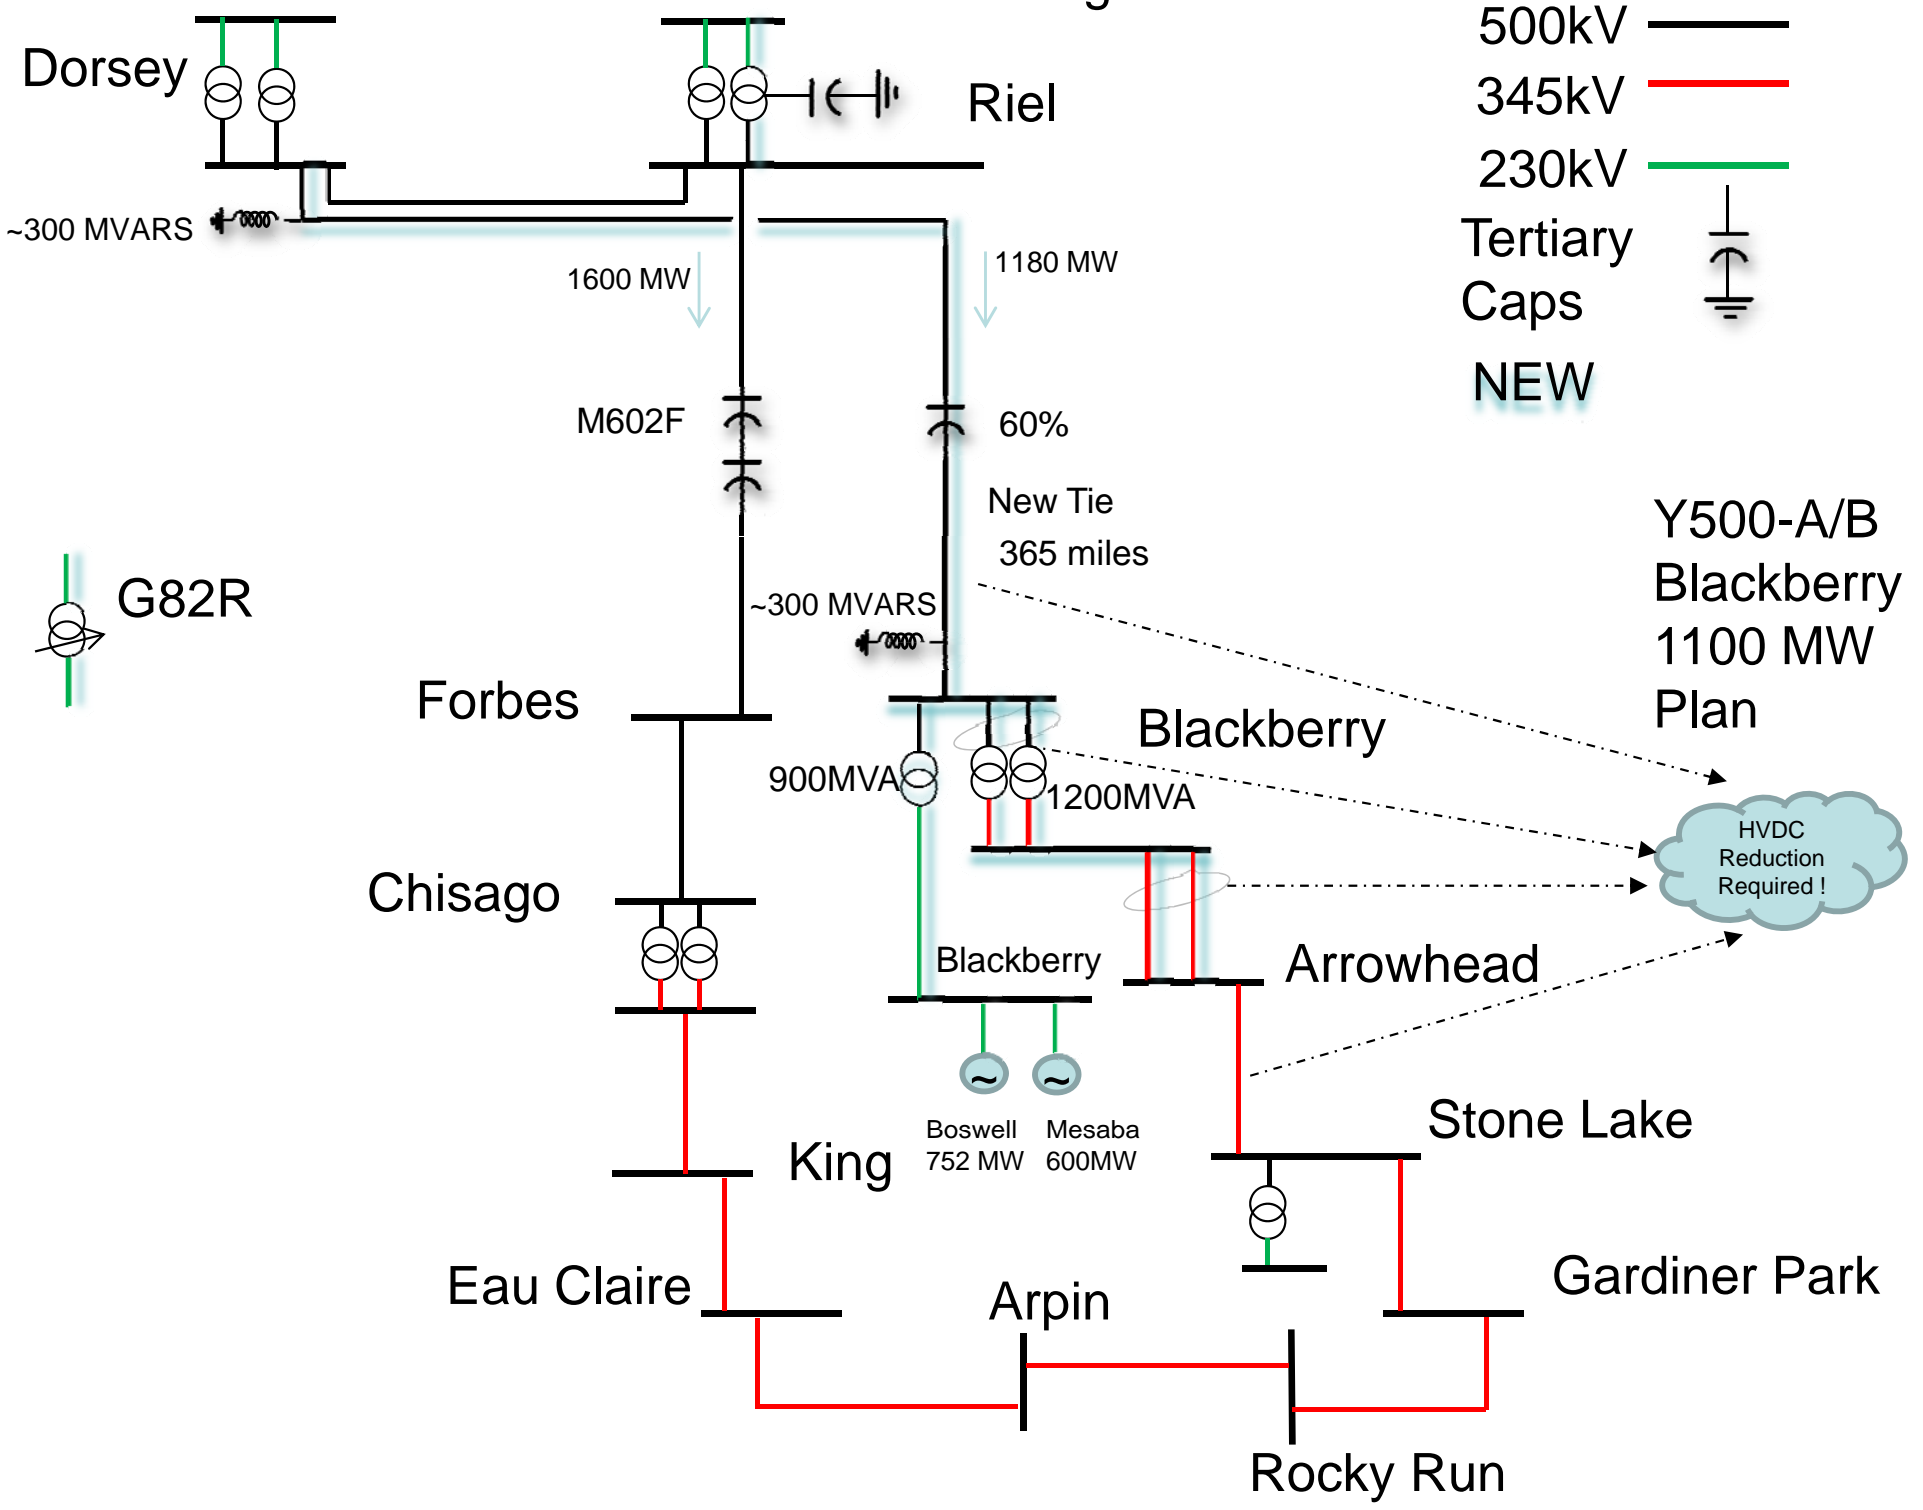 500kV
Dorsey
345kV
Riel
230kV
~300 MVARS
Tertiary
Caps
1600 MW
1180 MW
NEW
M602F
60%
New Tie
365 miles
Y500-A/B
Blackberry
1100 MW
Plan
G82R
~300 MVARS
Forbes
Blackberry
900MVA
1200MVA
HVDC
Reduction
Required !
Chisago
Blackberry
Arrowhead
~
~
Boswell
752 MW
Mesaba
600MW
Stone Lake
King
Eau Claire
Arpin
Gardiner Park
Rocky Run